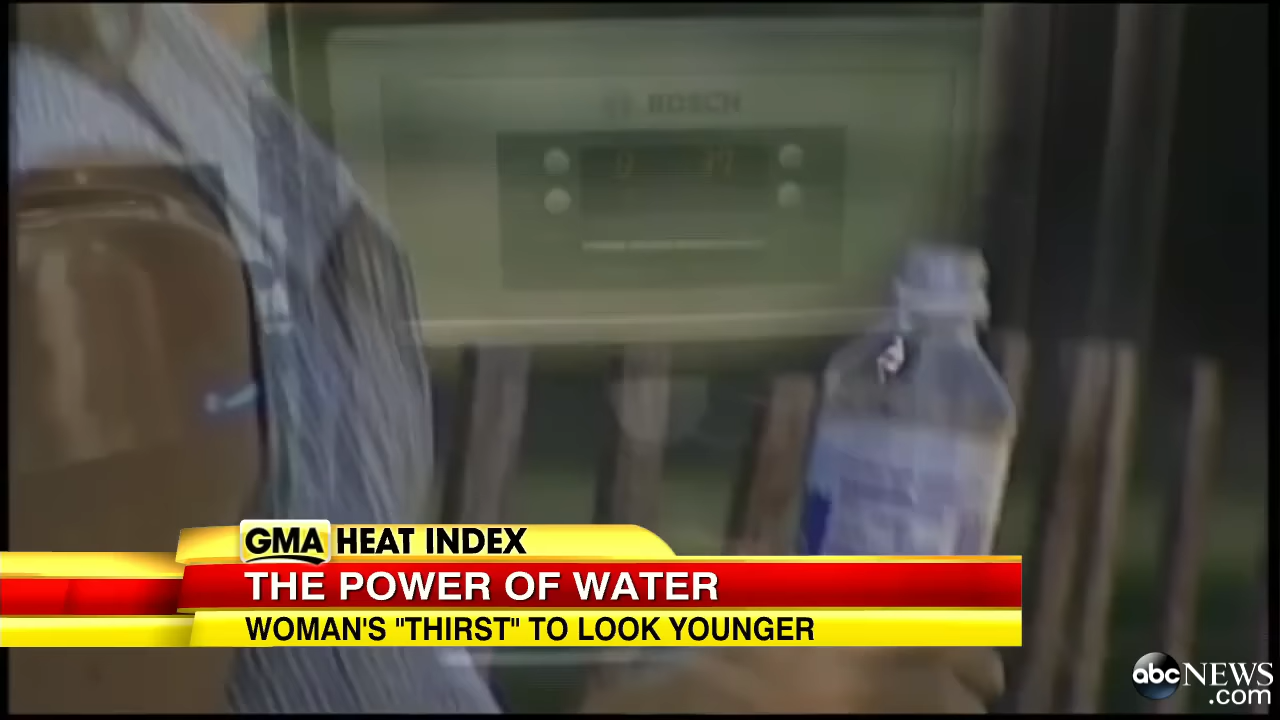 BOSCH
GMA HEAT INDEX
THE POWER OF WATER
WOMAN'S "THIRST" TO LOOK YOUNGER
abc NEWS
.com